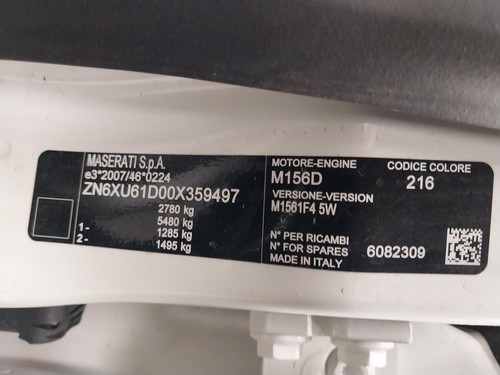 MASERATI S.p.A.
e3*2007/46*0224
ZN6XU61D00X359497
2780 kg
5480 kg
1- 1285 kg
2- 1495 kg
MOTORE-ENGINE
M156D
VERSIONE-VERSION
M1561F4 5W
CODICE COLORE
216
N° PER RICAMBI
N° FOR SPARES 6082309
MADE IN ITALY